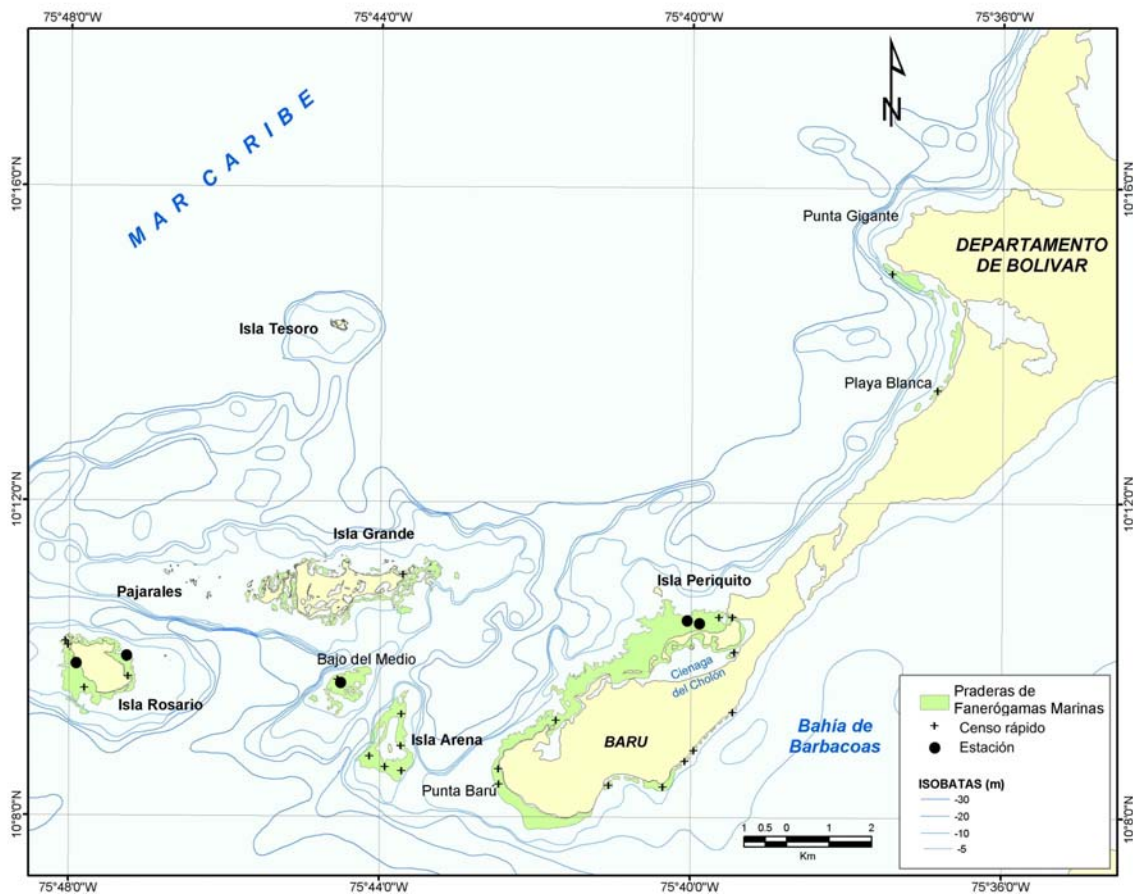 75°48'0"W 75°44'0"W 75°40'0"W 75°36'0"W
MAR CARIBE
N
10°16'0"N 10°16'0"N
Punta Gigante
DEPARTAMENTO
DE BOLIVAR
Isla Tesoro
Playa Blanca
10°12'0"N 10°12'0"N
Isla Grande
Isla Periquito
Pajarales
Bajo del Medio
Cienaga
del Cholón
Isla Rosario
Isla Arena
BARU
Bahía de
Barbacoas
Punta Barú
Praderas de
Fanerógamas Marinas
Censo rápido
Estación
ISOBATAS (m)
-30
-20
-10
-5
10°8'0"N 10°8'0"N
1 0.5 0 1 2
Km
75°48'0"W 75°44'0"W 75°40'0"W 75°36'0"W